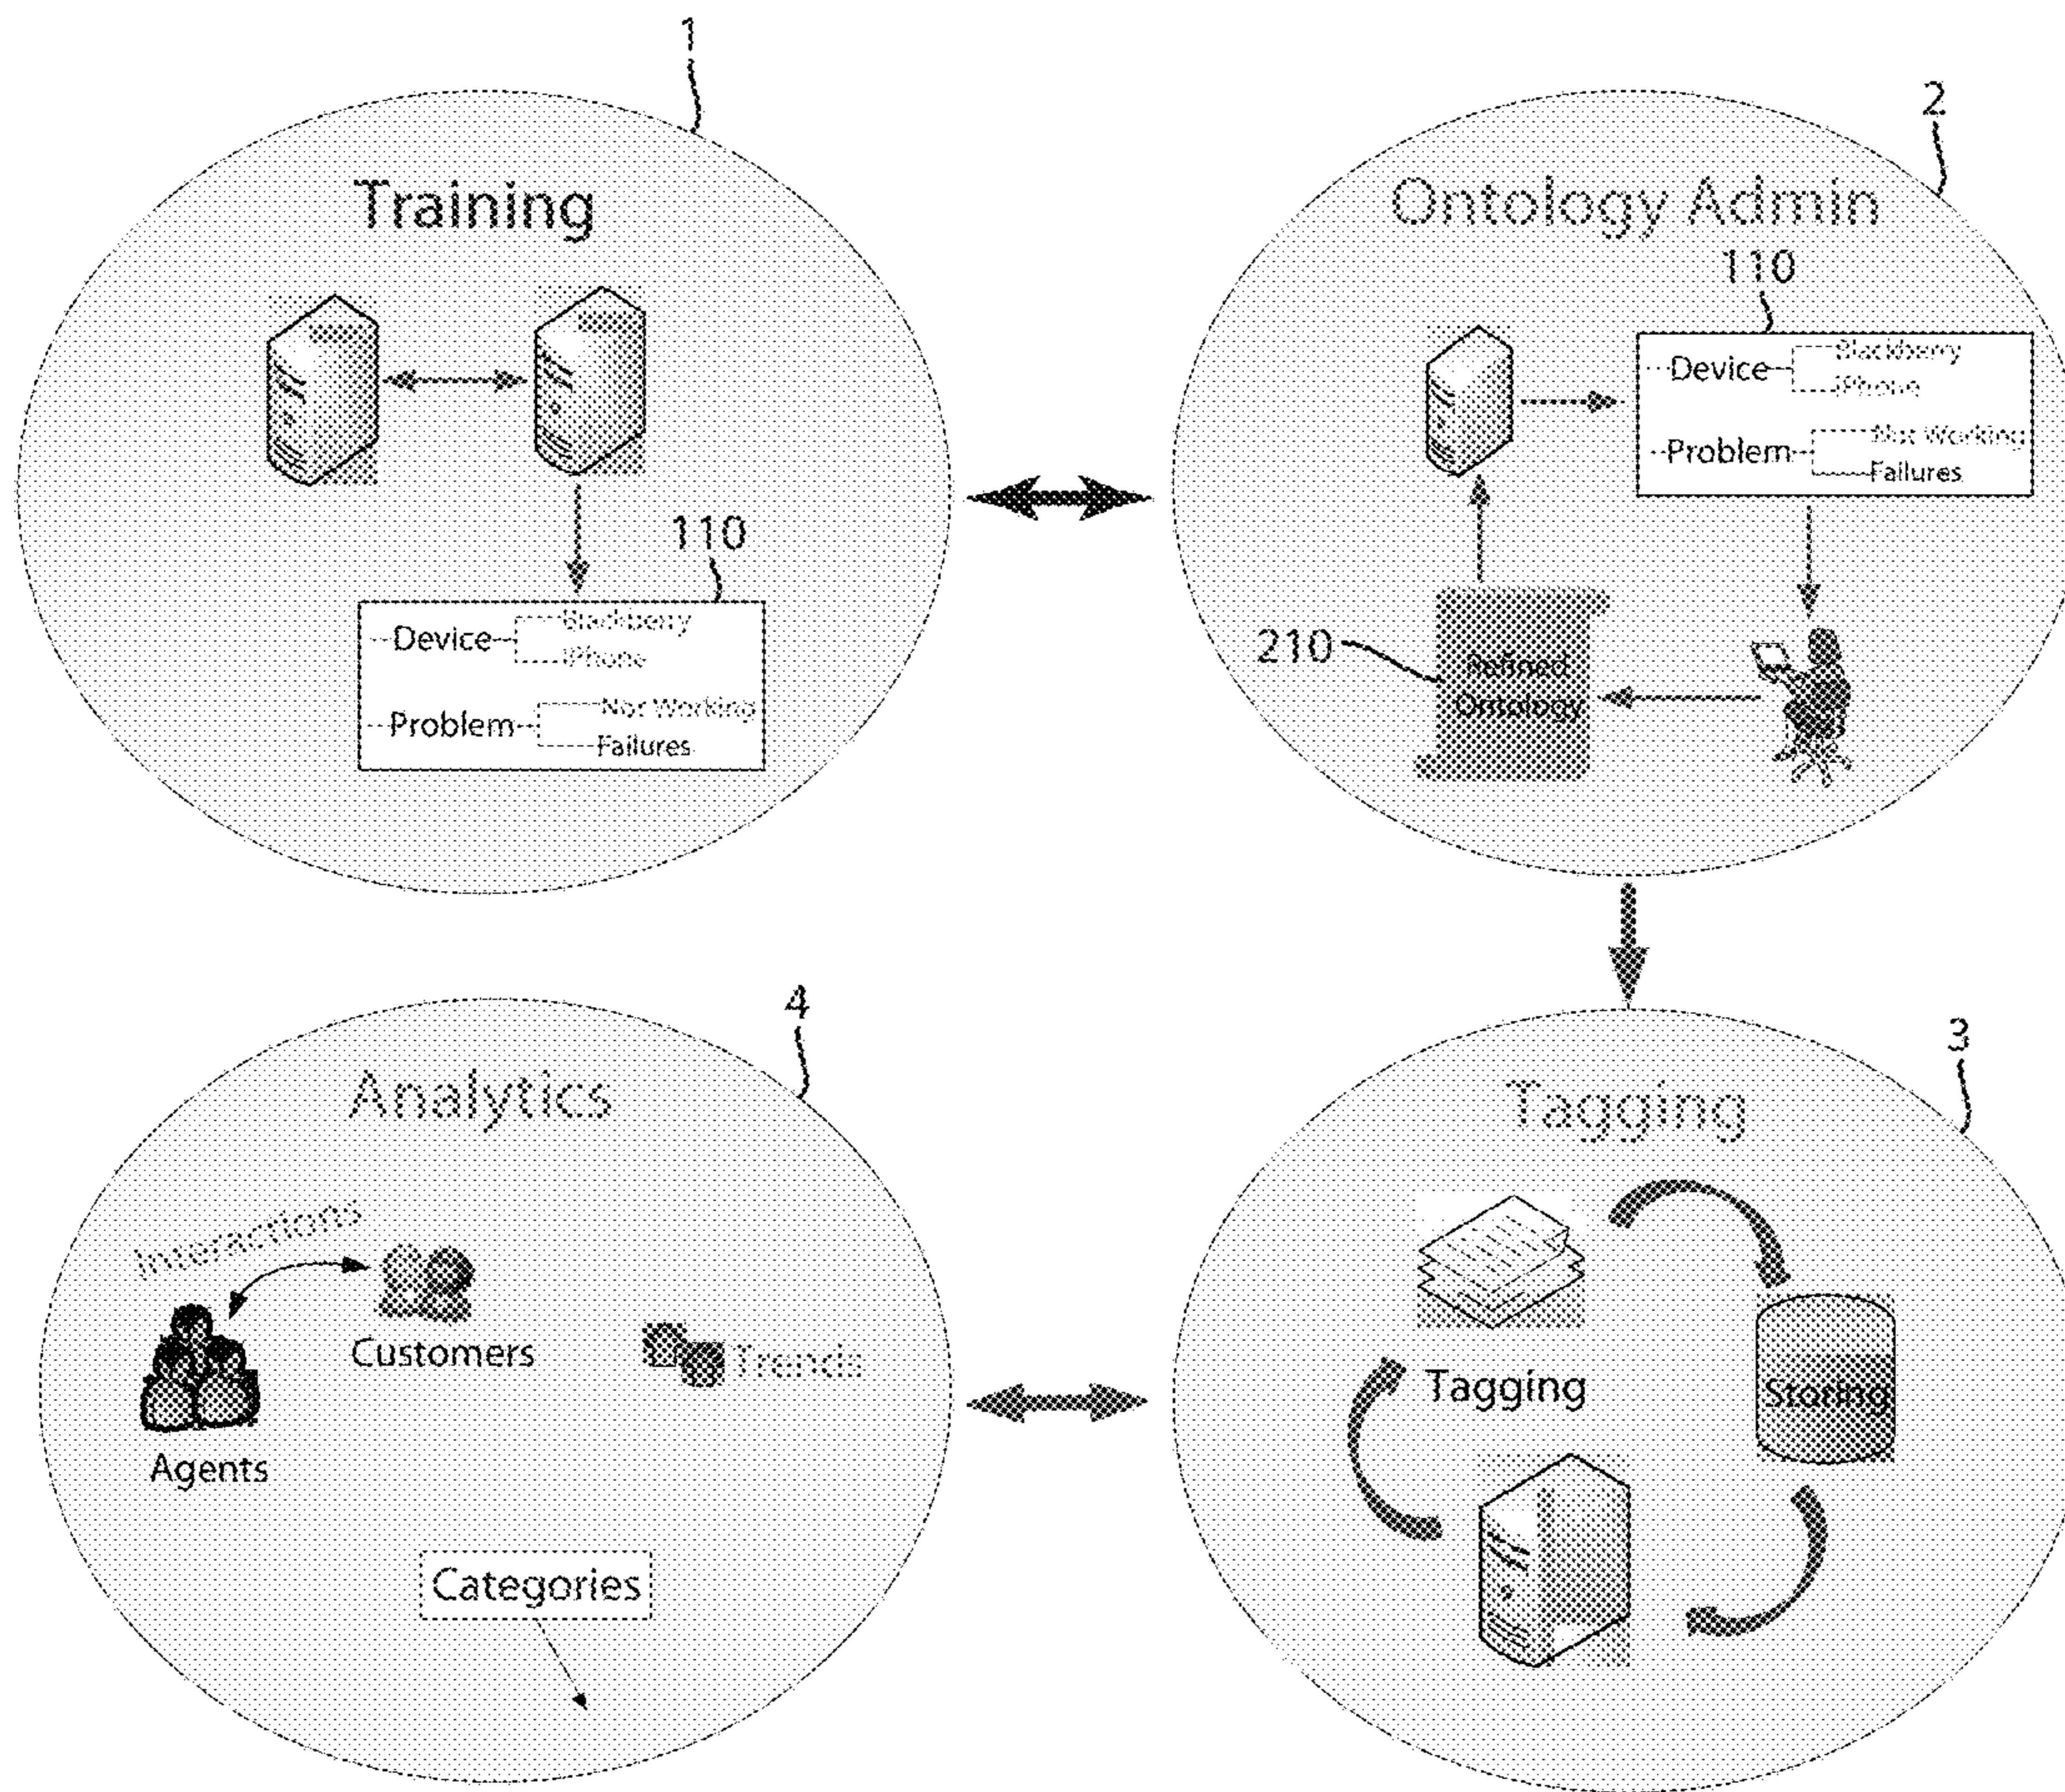 1
Training
110
Device
Blackberry
iPhone
Problem
Not Working
Failures
2
Ontology Admin
110
Device
Blackberry
iPhone
Problem
Not Working
Failures
210
Refined
Ontology
4
Analytics
Interactions
Customers
Trends
Agents
Categories
3
Tagging
Tagging
Storing